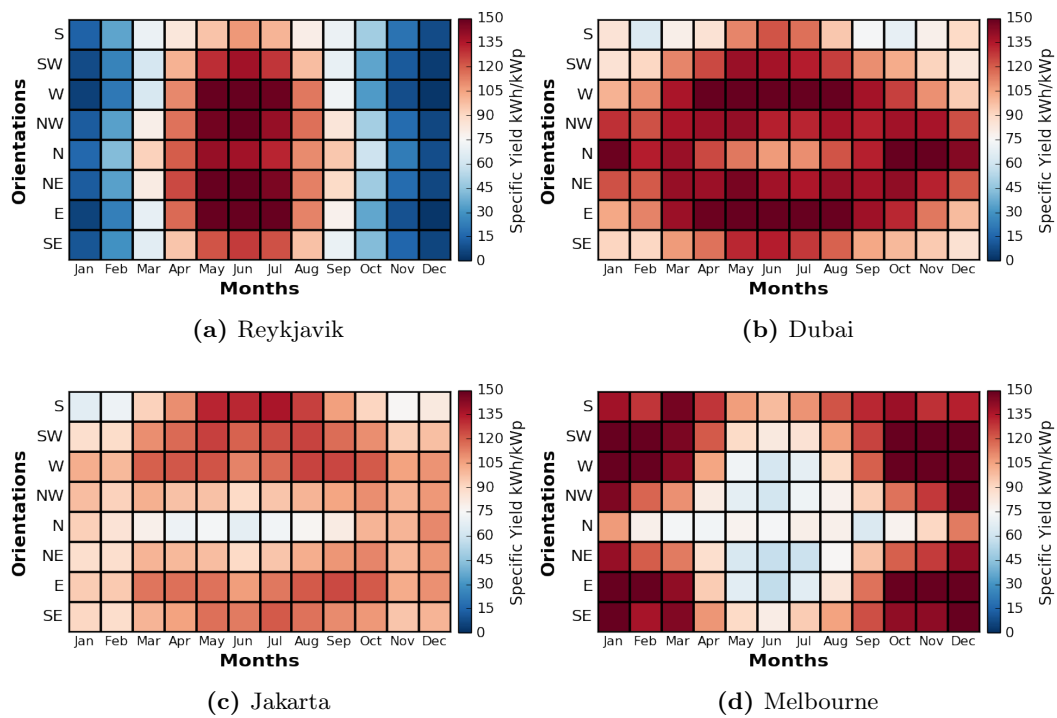 S
SW
W
NW
N
NE
E
SE
Orientations
Jan Feb Mar Apr May Jun Jul Aug Sep Oct Nov Dec
Months
150
135
120
105
90
75
60
45
30
15
0
Specific Yield kWh/kWp
(a) Reykjavik
S
SW
W
NW
N
NE
E
SE
Orientations
Jan Feb Mar Apr May Jun Jul Aug Sep Oct Nov Dec
Months
150
135
120
105
90
75
60
45
30
15
0
Specific Yield kWh/kWp
(b) Dubai
S
SW
W
NW
N
NE
E
SE
Orientations
Jan Feb Mar Apr May Jun Jul Aug Sep Oct Nov Dec
Months
150
135
120
105
90
75
60
45
30
15
0
Specific Yield kWh/kWp
(c) Jakarta
S
SW
W
NW
N
NE
E
SE
Orientations
Jan Feb Mar Apr May Jun Jul Aug Sep Oct Nov Dec
Months
150
135
120
105
90
75
60
45
30
15
0
Specific Yield kWh/kWp
(d) Melbourne